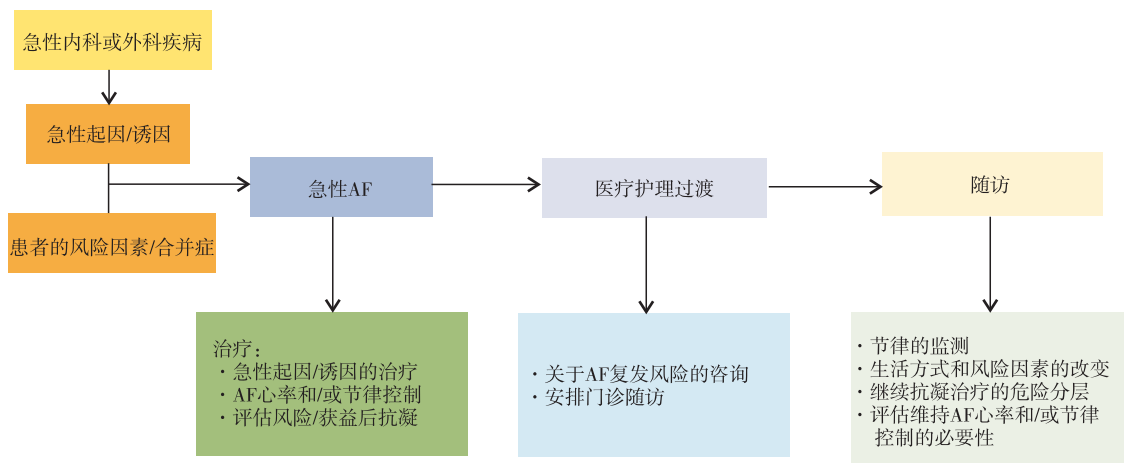 急性内科或外科疾病
急性起因/诱因
患者的风险因素/合并症
急性AF
医疗护理过渡
随访
治疗：
· 急性起因/诱因的治疗
· AF心率和/或节律控制
· 评估风险/获益后抗凝
· 关于AF复发风险的咨询
· 安排门诊随访
· 节律的监测
· 生活方式和风险因素的改变
· 继续抗凝治疗的危险分层
· 评估维持AF心率和/或节律
控制的必要性